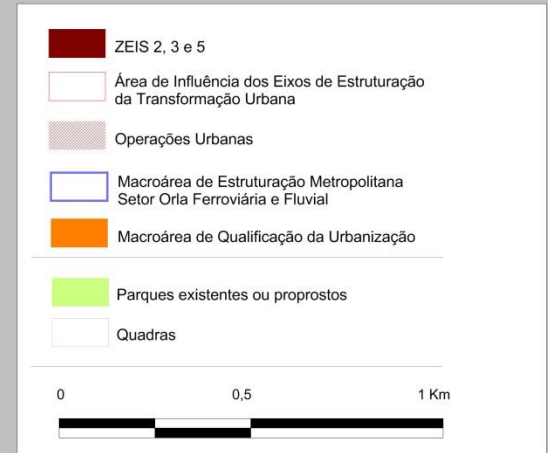 ZEIS 2, 3 e 5
Área de Influência dos Eixos de Estruturação
da Transformação Urbana
Operações Urbanas
Macroárea de Estruturação Metropolitana
Setor Orla Ferroviária e Fluvial
Macroárea de Qualificação da Urbanização
Parques existentes ou proprostos
Quadras
0 0,5 1 Km